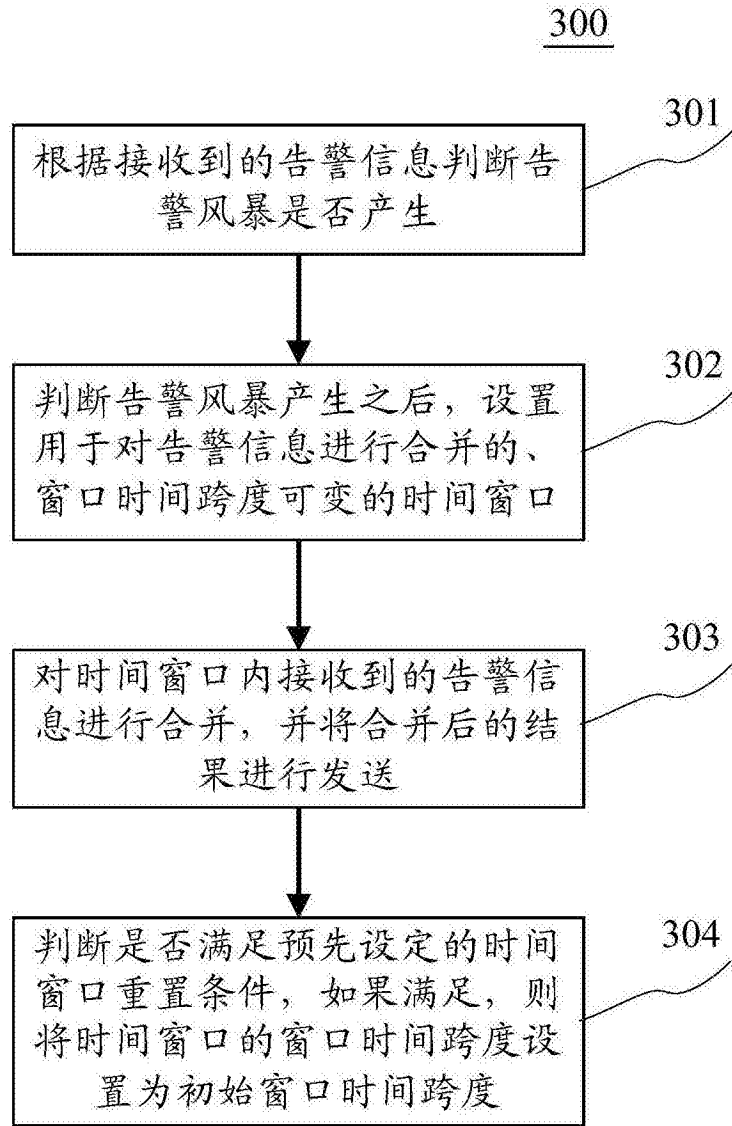 300
301
根据接收到的告警信息判断告
警风暴是否产生
302
判断告警风暴产生之后，设置
用于对告警信息进行合并的、
窗口时间跨度可变的时间窗口
303
对时间窗口内接收到的告警信
息进行合并，并将合并后的结
果进行发送
304
判断是否满足预先设定的时间
窗口重置条件，如果满足，则
将时间窗口的窗口时间跨度设
置为初始窗口时间跨度